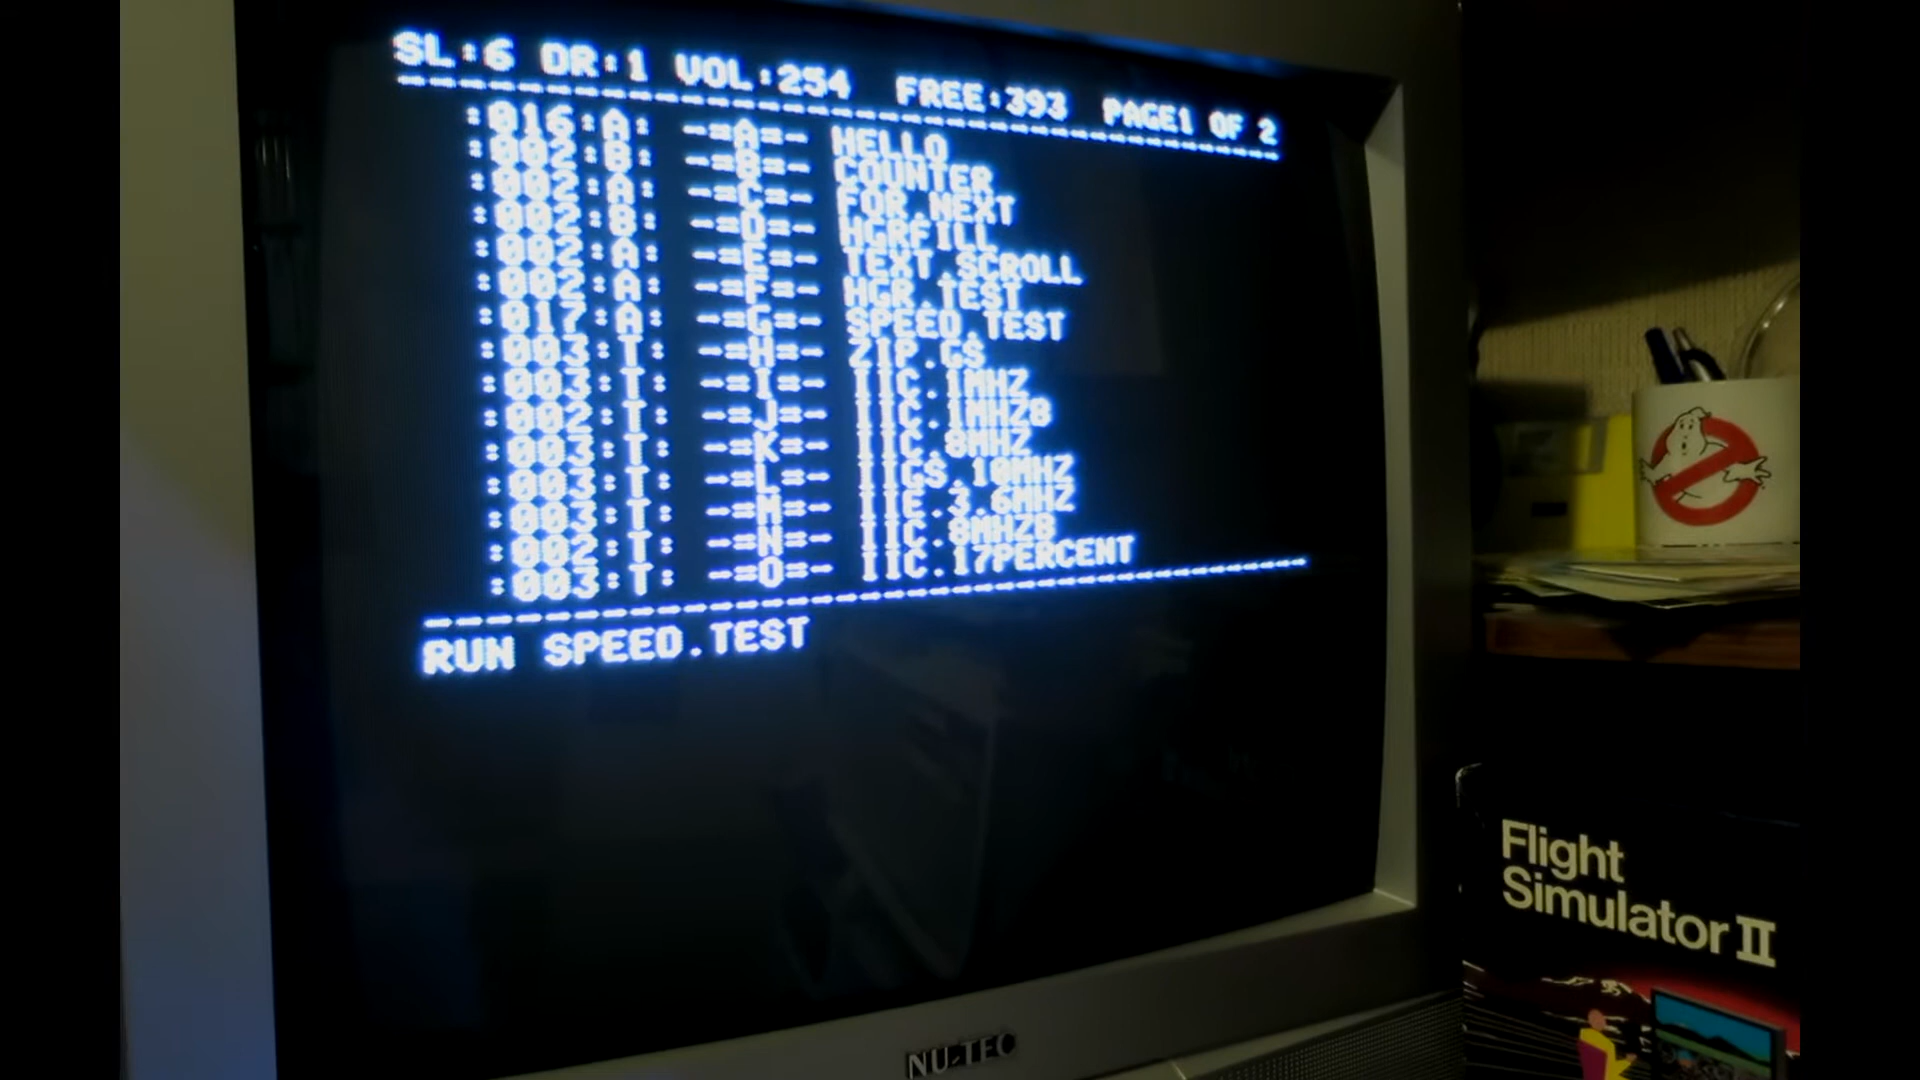 SL:6 DR:1 VOL:254 FREE:393 PAGE1 OF 2
:016:A: -=A=- HELLO
:002:B: -=B=- COUNTER
:002:A: -=C=- FOR.NEXT
:002:B: -=D=- HGRFILL
:002:A: -=E=- TEXT.SCROLL
:002:A: -=F=- HGR.TEST
:017:A: -=G=- SPEED.TEST
:003:T: -=H=- ZIP.GS
:003:T: -=I=- IIC.1MHZ
:002:T: -=J=- IIC.1MHZB
:003:T: -=K=- IIC.8MHZ
:003:T: -=L=- IIGS.10MHZ
:003:T: -=M=- IIE.3.6MHZ
:002:T: -=N=- IIC.8MHZB
:003:T: -=O=- IIC.17PERCENT
RUN SPEED.TEST
NU-TEC
Flight
Simulator II